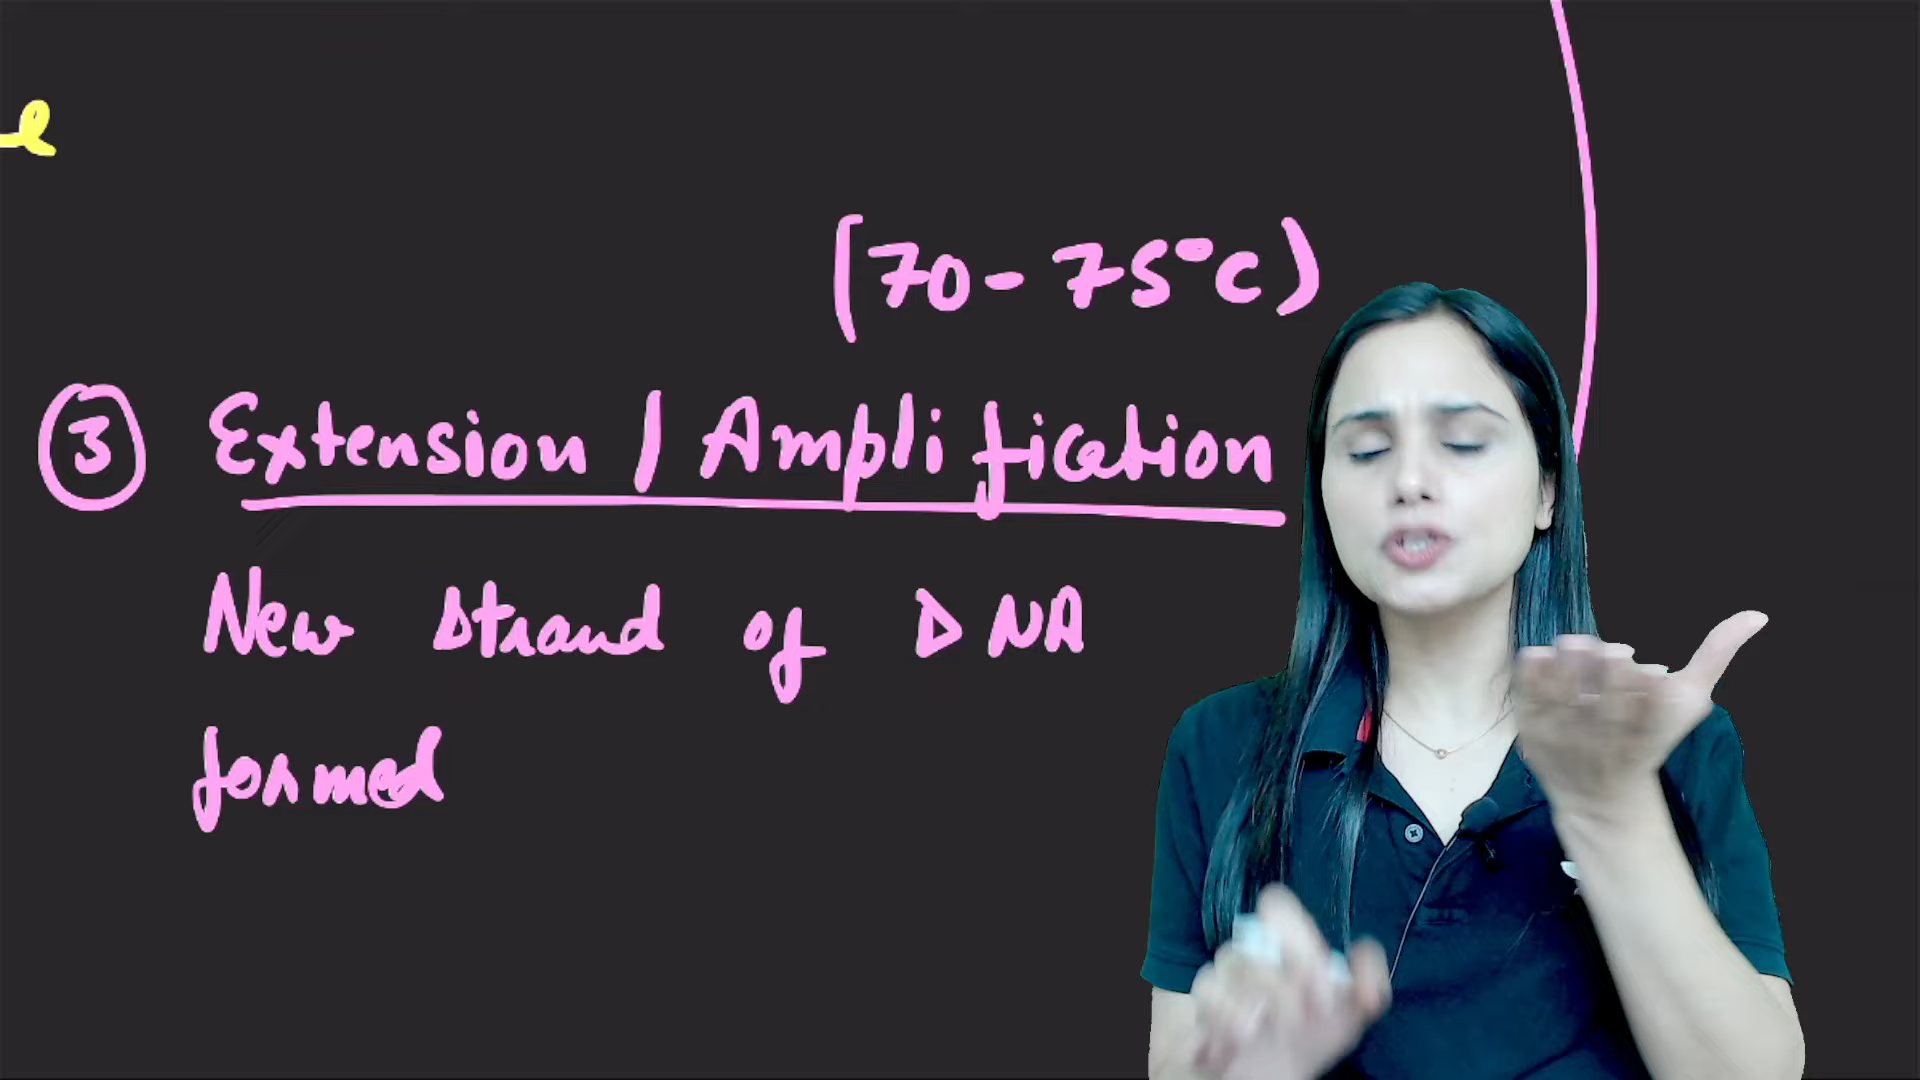 e
(70-75°C)
3 Extension / Amplification
New strand of DNA
formed